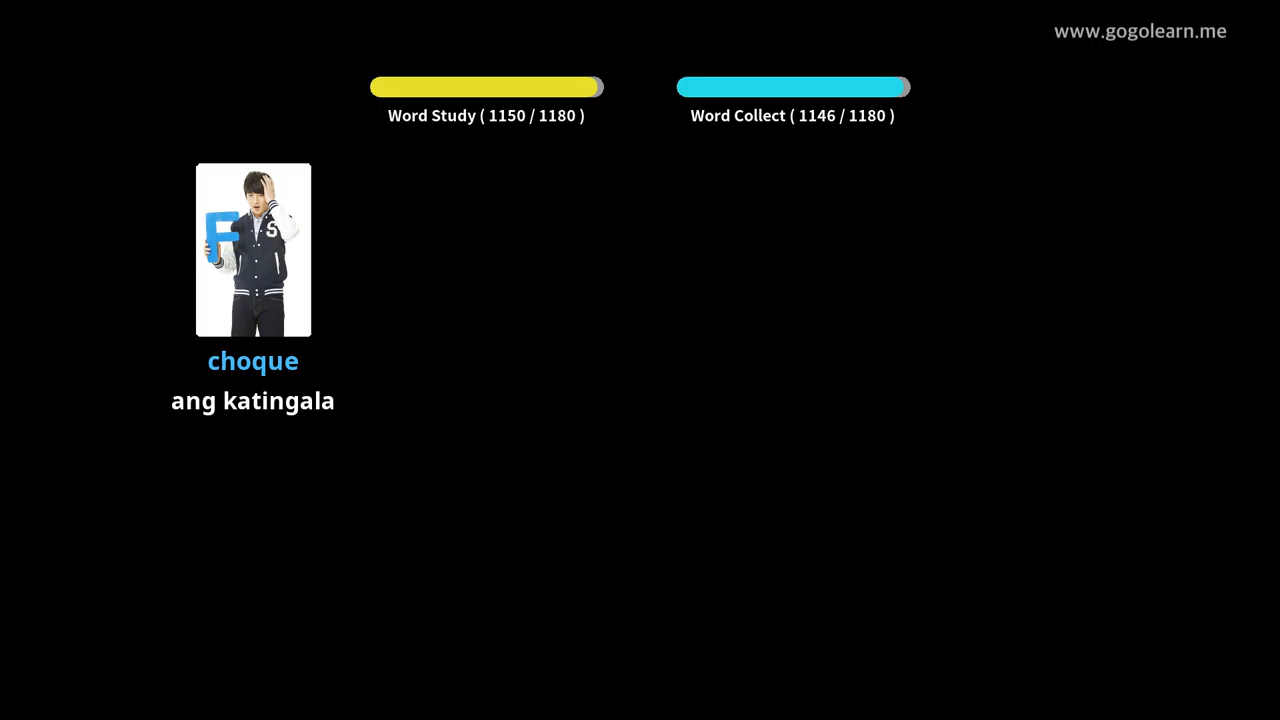 www.gogolearn.me
Word Study ( 1150 / 1180 )
Word Collect ( 1146 / 1180 )
F
S
choque
ang katingala